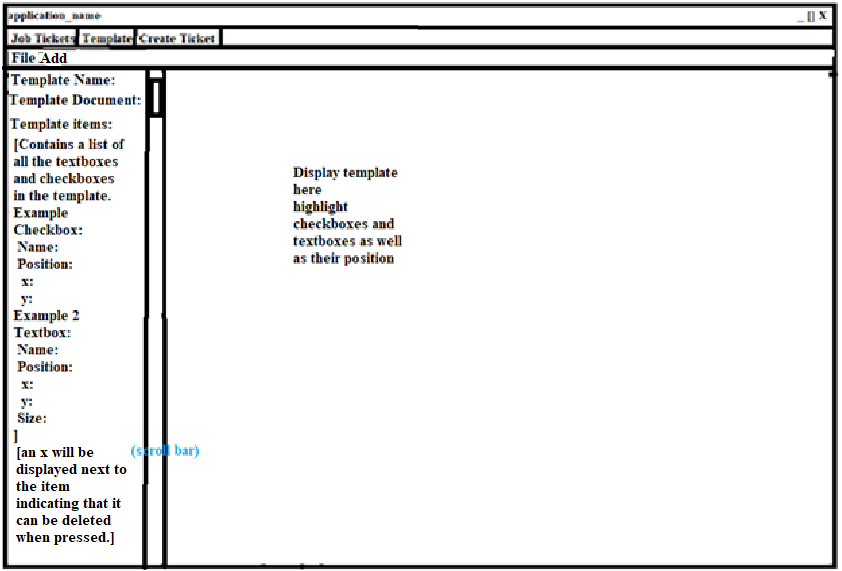 application_name _ [] X
Job Tickets Template Create Ticket
File Add
Template Name:
Template Document:
Template items:
[Contains a list of
all the textboxes
and checkboxes
in the template.
Example
Checkbox:
Name:
Position:
x:
y:
Example 2
Textbox:
Name:
Position:
x:
y:
Size:
]
[an x will be
displayed next to
the item
indicating that it
can be deleted
when pressed.]
(scroll bar)
Display template
here
highlight
checkboxes and
textboxes as well
as their position